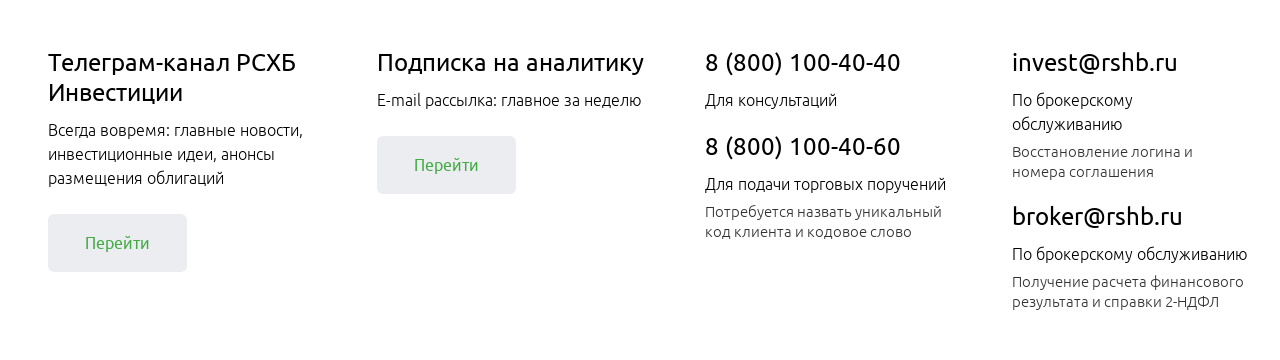 Телеграм-канал РСХБ
Инвестиции
Всегда вовремя: главные новости,
инвестиционные идеи, анонсы
размещения облигаций
Перейти
Подписка на аналитику
E-mail рассылка: главное за неделю
Перейти
8 (800) 100-40-40
Для консультаций
8 (800) 100-40-60
Для подачи торговых поручений
Потребуется назвать уникальный
код клиента и кодовое слово
invest@rshb.ru
По брокерскому
обслуживанию
Восстановление логина и
номера соглашения
broker@rshb.ru
По брокерскому обслуживанию
Получение расчета финансового
результата и справки 2-НДФЛ